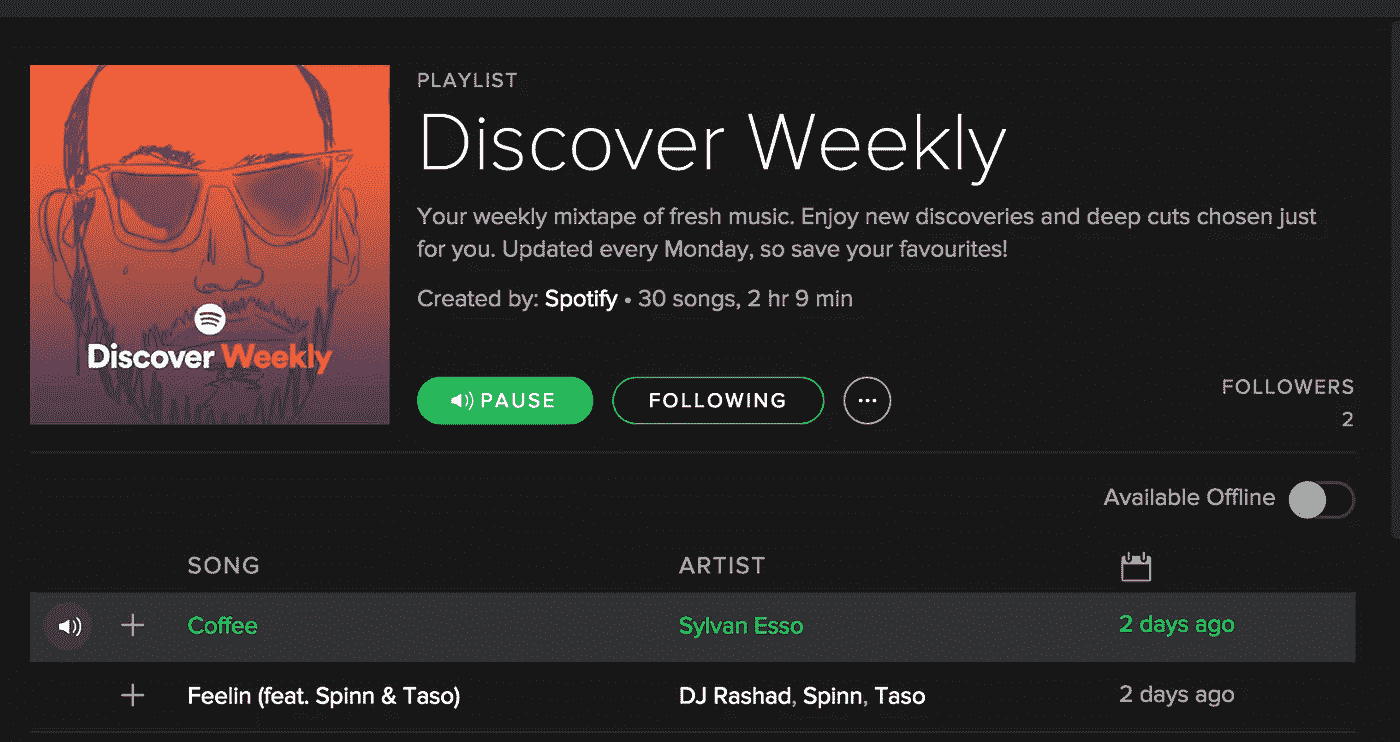 PLAYLIST
Discover Weekly
Your weekly mixtape of fresh music. Enjoy new discoveries and deep cuts chosen just
for you. Updated every Monday, so save your favourites!
Created by: Spotify • 30 songs, 2 hr 9 min
Discover Weekly
PAUSE FOLLOWING ...
FOLLOWERS
2
Available Offline
SONG ARTIST
Coffee Sylvan Esso 2 days ago
Feelin (feat. Spinn & Taso) DJ Rashad, Spinn, Taso 2 days ago